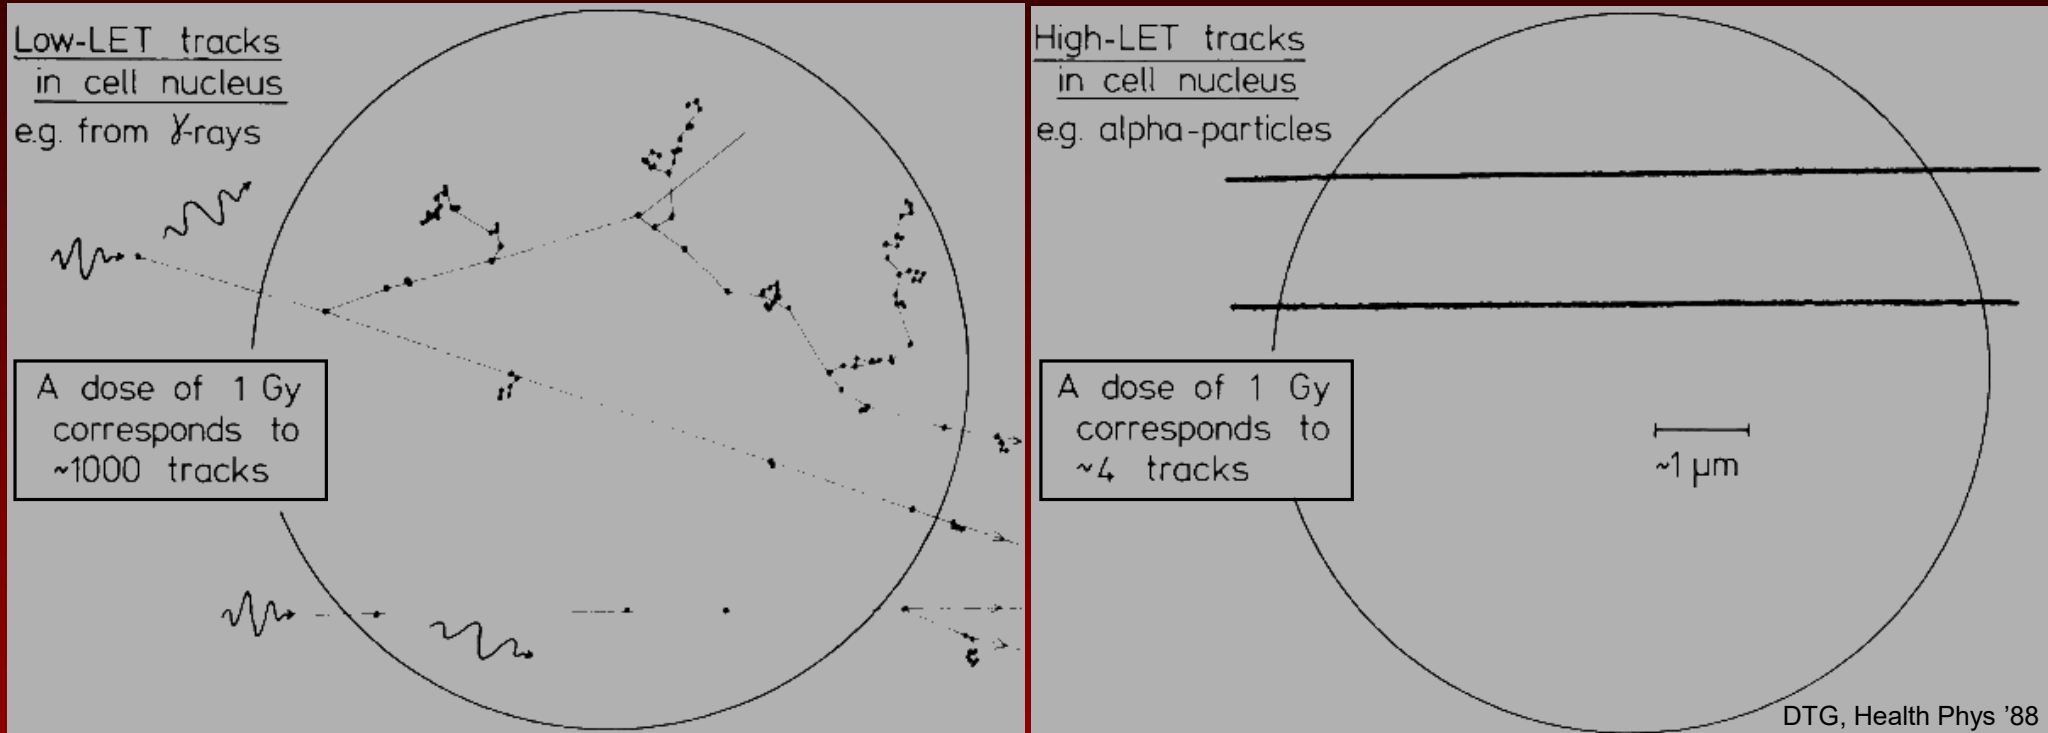 Low-LET tracks
in cell nucleus
e.g. from γ-rays
A dose of 1 Gy
corresponds to
~1000 tracks
High-LET tracks
in cell nucleus
e.g. alpha-particles
A dose of 1 Gy
corresponds to
~4 tracks
~1 µm
DTG, Health Phys ’88